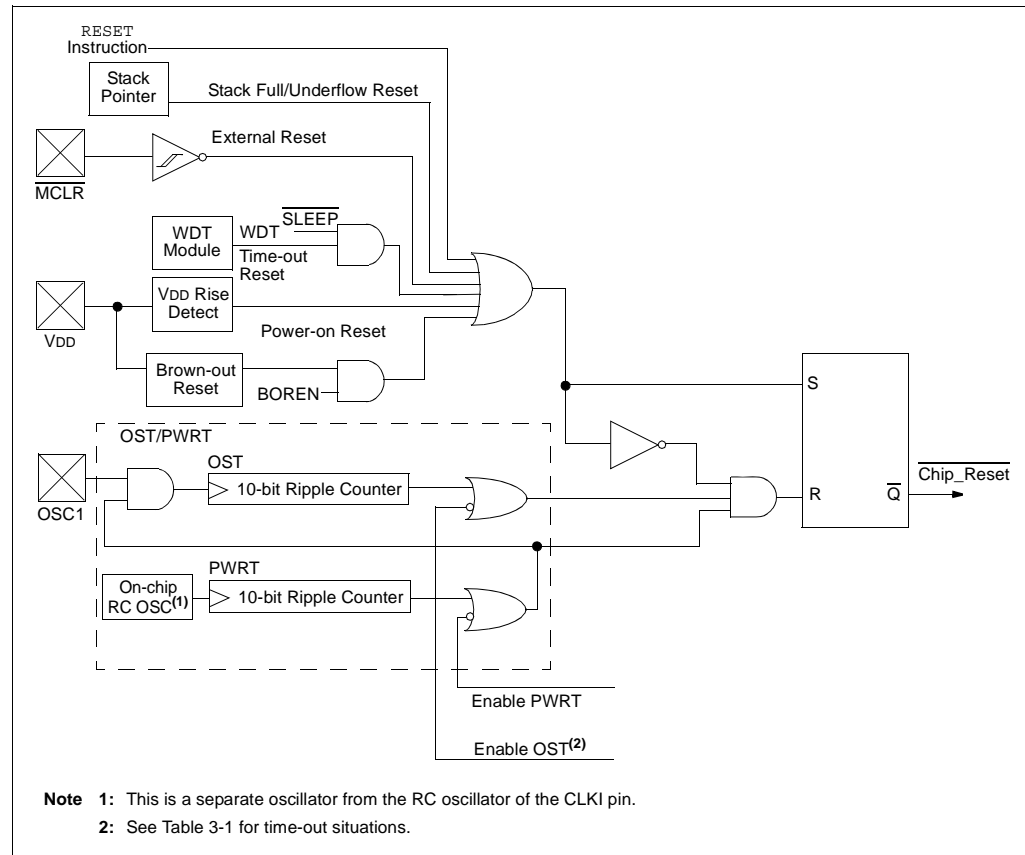 RESET
Instruction
Stack
Pointer
Stack Full/Underflow Reset
External Reset
MCLR
SLEEP
WDT
Module
WDT
Time-out
Reset
VDD Rise
Detect
VDD
Power-on Reset
Brown-out
Reset
BOREN
S
OST/PWRT
OST
10-bit Ripple Counter
OSC1
R
Q
Chip_Reset
PWRT
On-chip
RC OSC(1)
10-bit Ripple Counter
Enable PWRT
Enable OST(2)
Note 1: This is a separate oscillator from the RC oscillator of the CLKI pin.
2: See Table 3-1 for time-out situations.